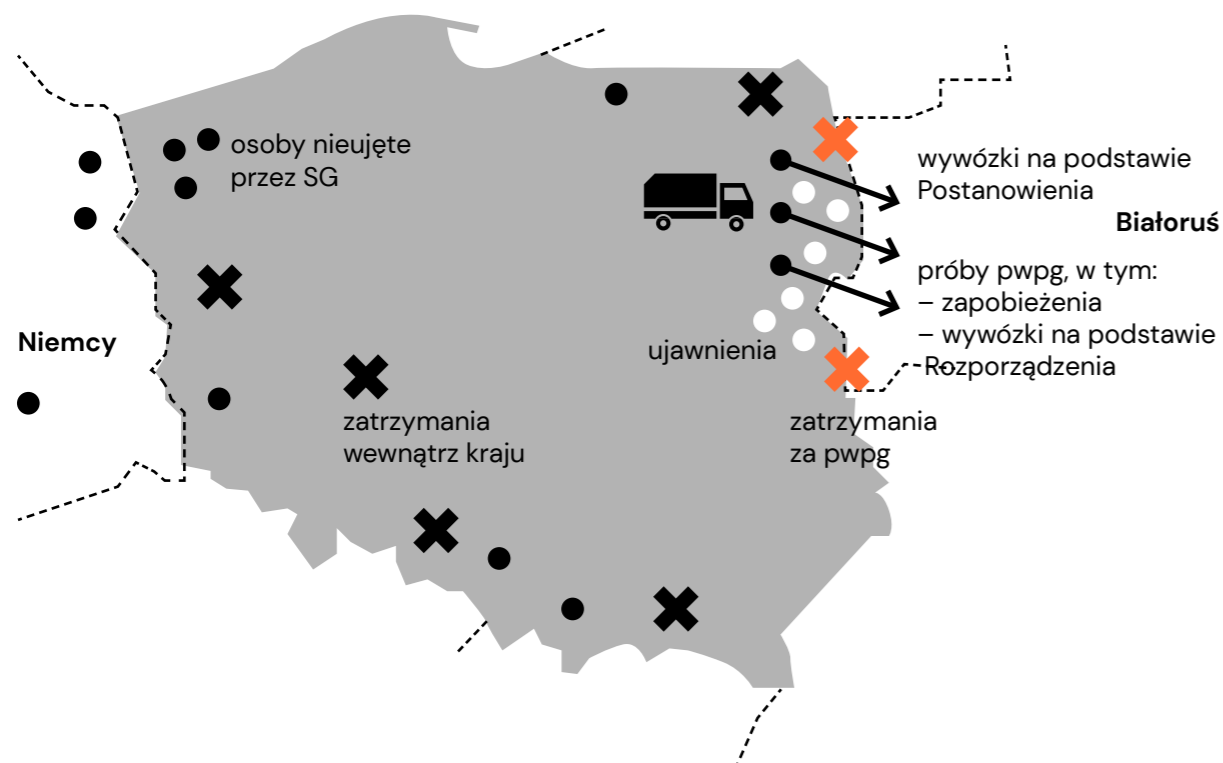 osoby nieujęte
przez SG
wywózki na podstawie
Postanowienia
Białoruś
próby pwpg, w tym:
– zapobieżenia
– wywózki na podstawie
Rozporządzenia
Niemcy
ujawnienia
zatrzymania
wewnątrz kraju
zatrzymania
za pwpg